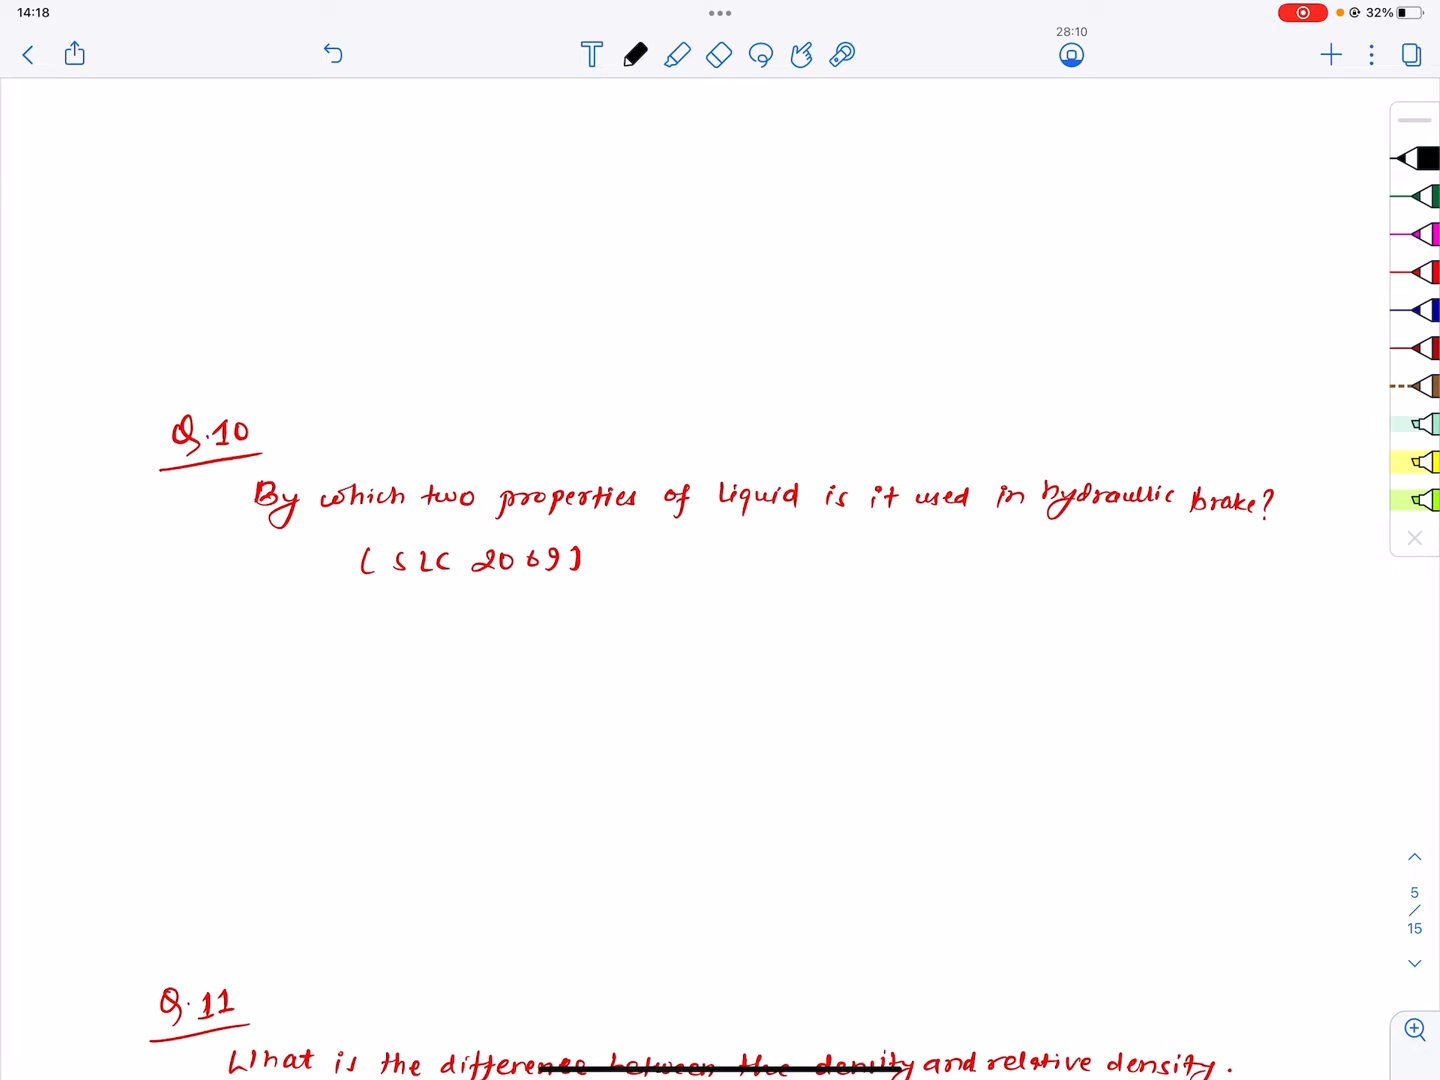 14:18
32%
28:10
Q.10
By which two properties of liquid is it used in hydraullic brake?
(SLC 2069)
5
/
15
Q.11
What is the difference between the density and relative density.